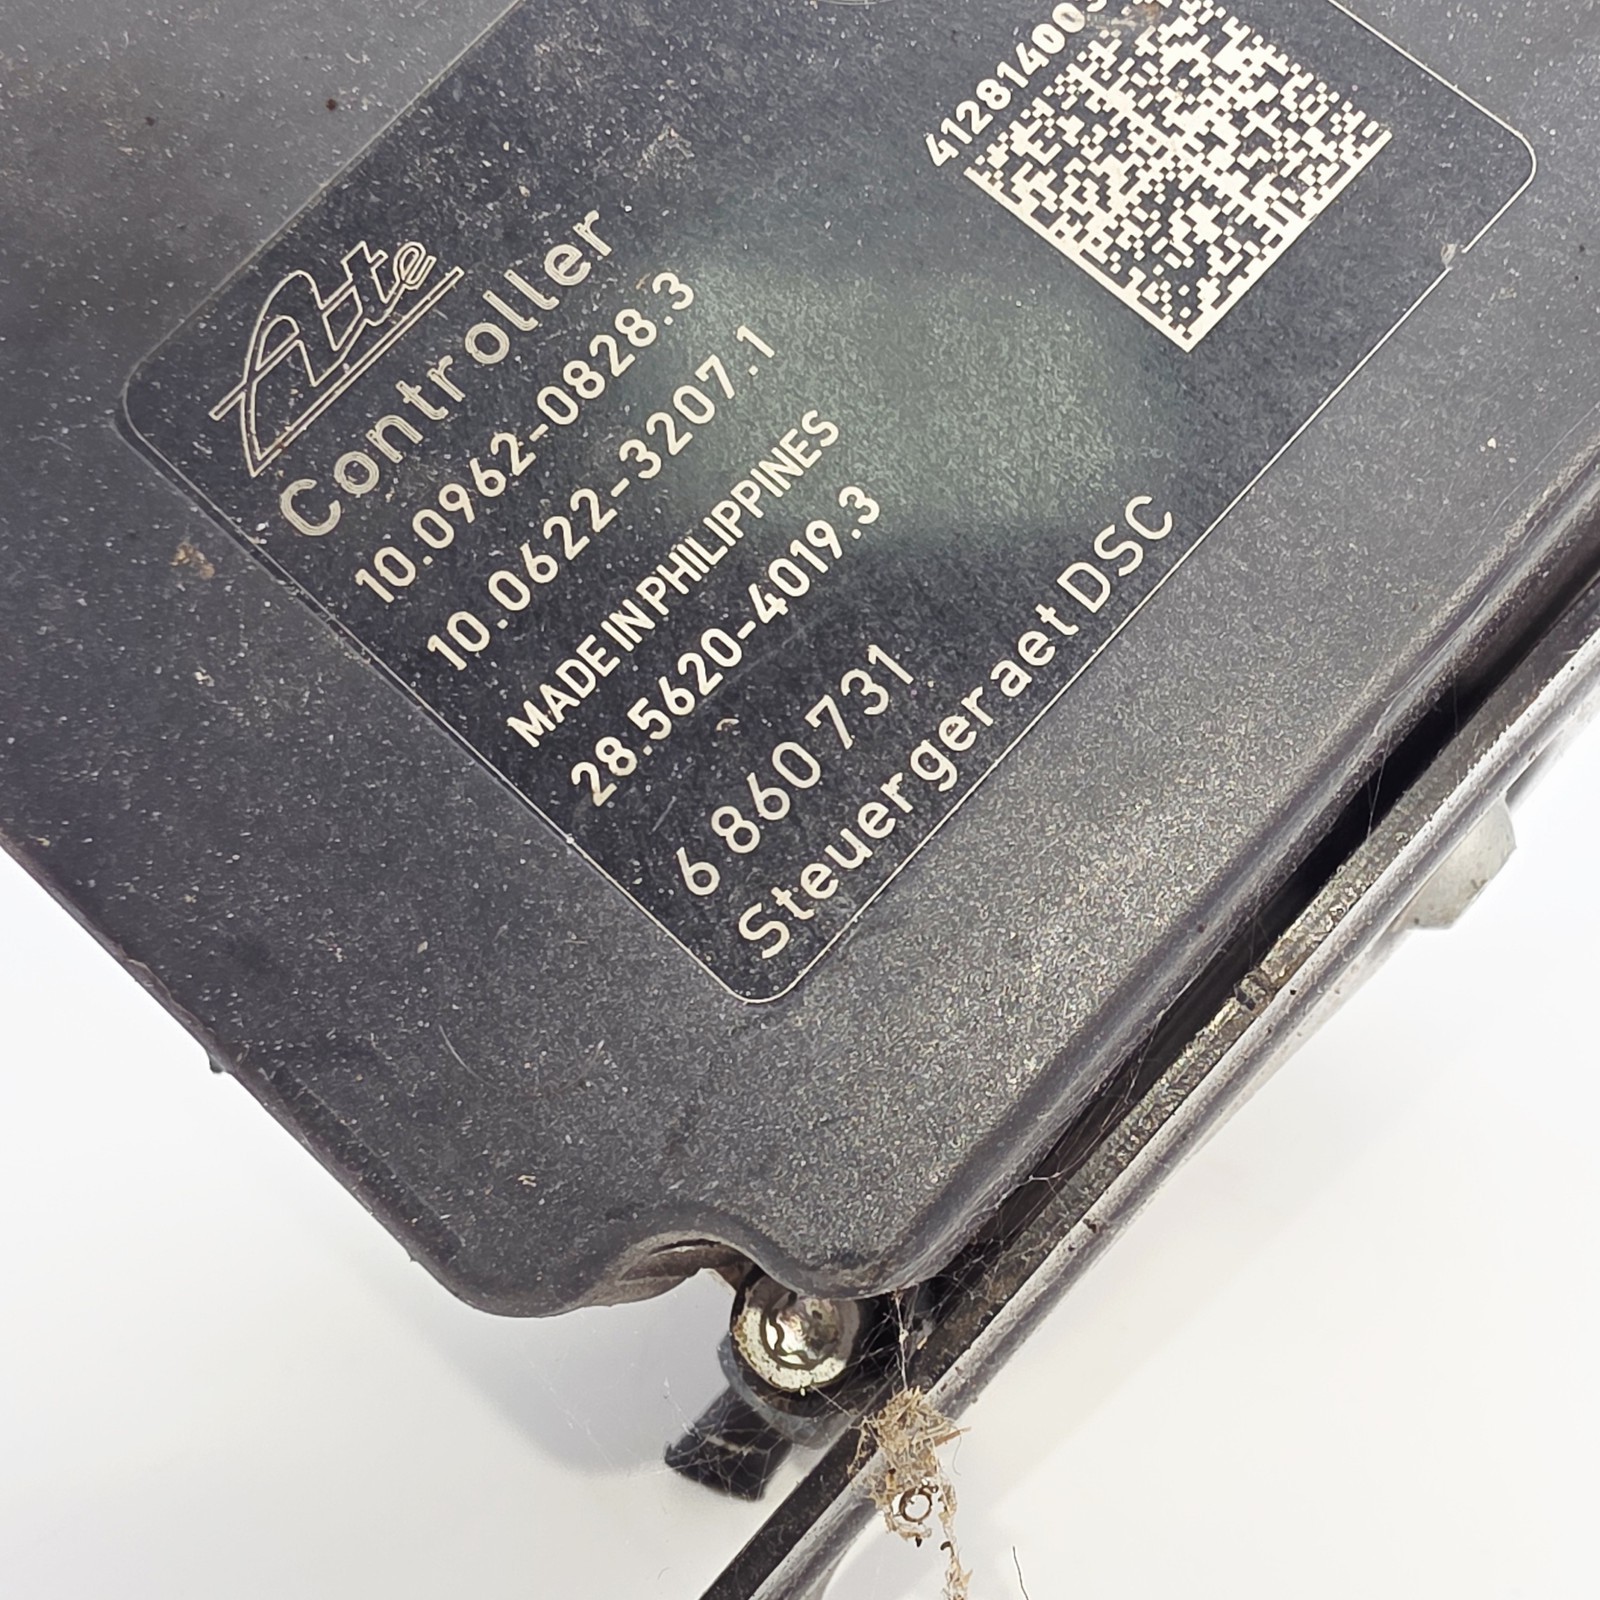 Ate
Controller
10.0962-0828.3
10.0622-3207.1
MADE IN PHILIPPINES
28.5620-4019.3
6 860 731
Steuergeraet DSC
412814003